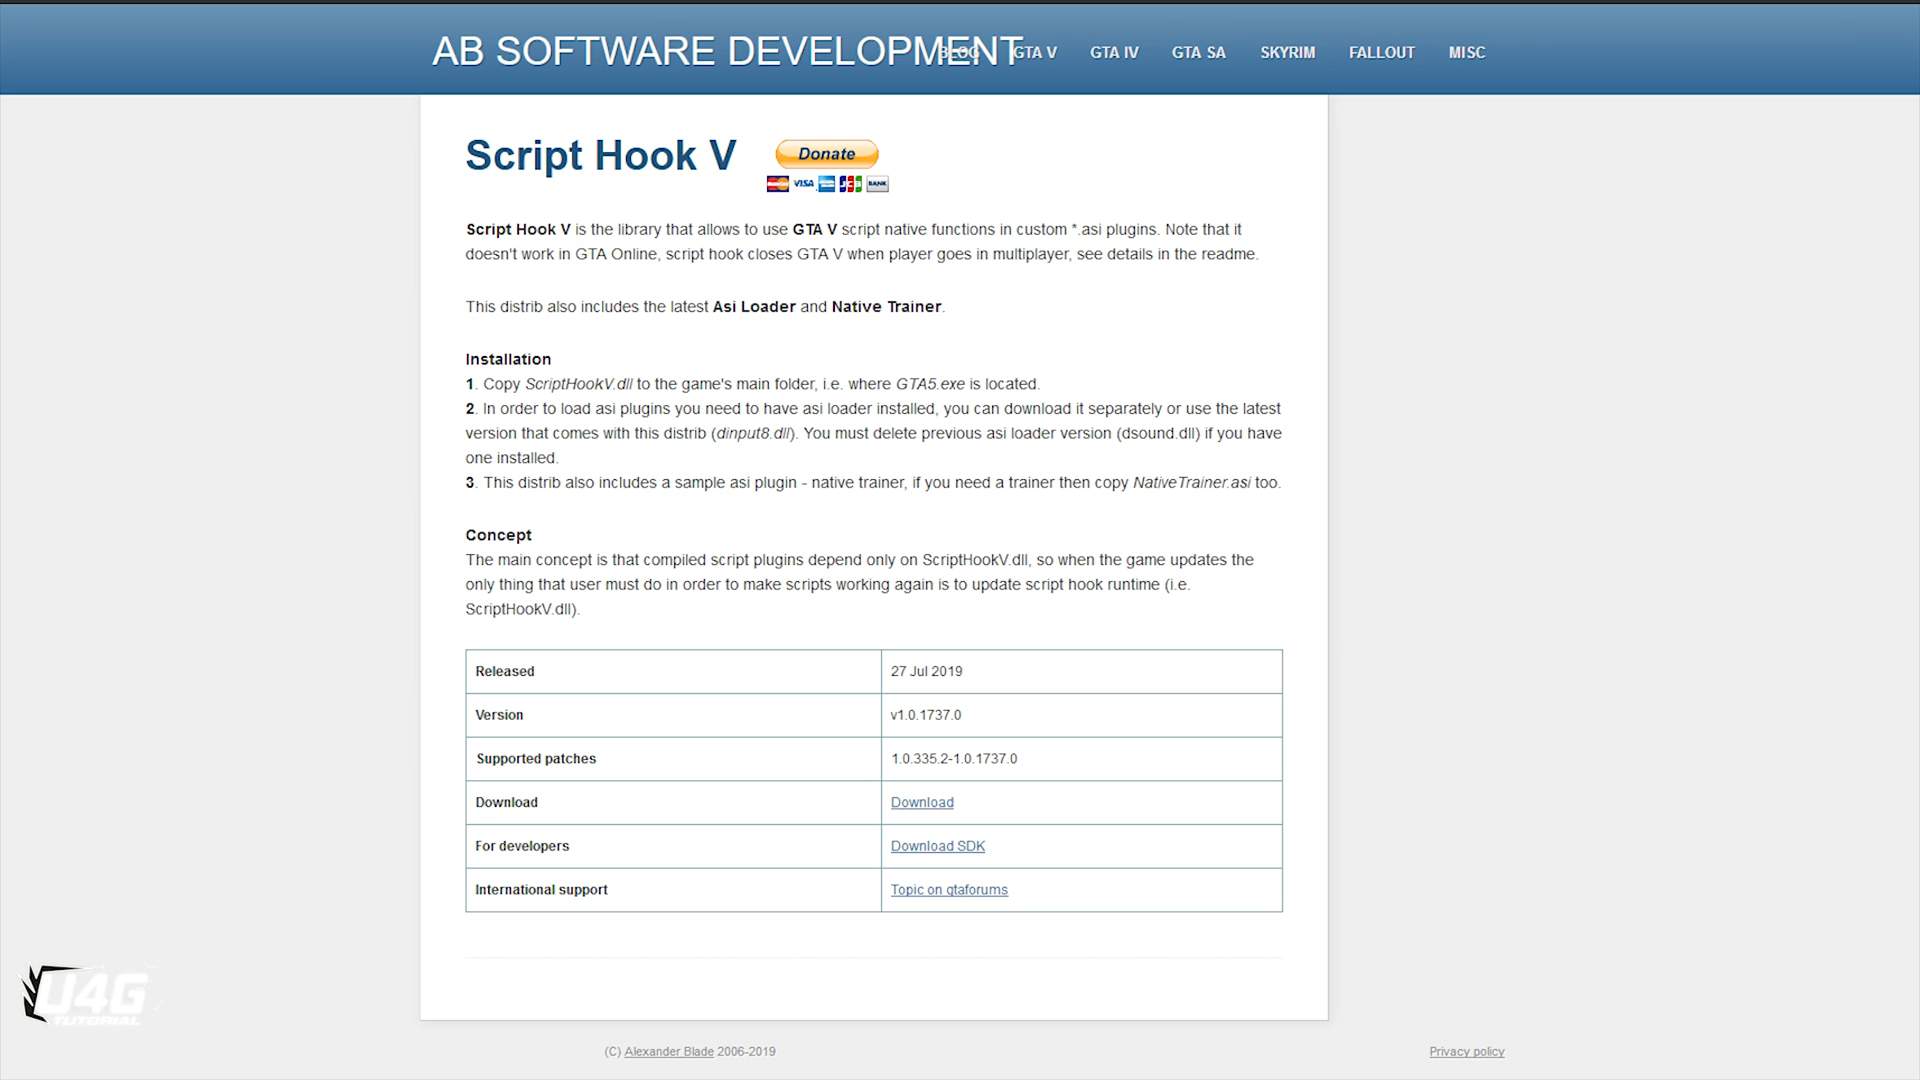 AB SOFTWARE DEVELOPMENT
BLOG GTA V GTA IV GTA SA SKYRIM FALLOUT MISC
Script Hook V
Donate
VISA JCB BANK
Script Hook V is the library that allows to use GTA V script native functions in custom *.asi plugins. Note that it
doesn't work in GTA Online, script hook closes GTA V when player goes in multiplayer, see details in the readme.
This distrib also includes the latest Asi Loader and Native Trainer.
Installation
1. Copy ScriptHookV.dll to the game's main folder, i.e. where GTA5.exe is located.
2. In order to load asi plugins you need to have asi loader installed, you can download it separately or use the latest
version that comes with this distrib (dinput8.dll). You must delete previous asi loader version (dsound.dll) if you have
one installed.
3. This distrib also includes a sample asi plugin - native trainer, if you need a trainer then copy NativeTrainer.asi too.
Concept
The main concept is that compiled script plugins depend only on ScriptHookV.dll, so when the game updates the
only thing that user must do in order to make scripts working again is to update script hook runtime (i.e.
ScriptHookV.dll).
Released 27 Jul 2019
Version v1.0.1737.0
Supported patches 1.0.335.2-1.0.1737.0
Download Download
For developers Download SDK
International support Topic on gtaforums
U4G
TUTORIAL
(C) Alexander Blade 2006-2019
Privacy policy